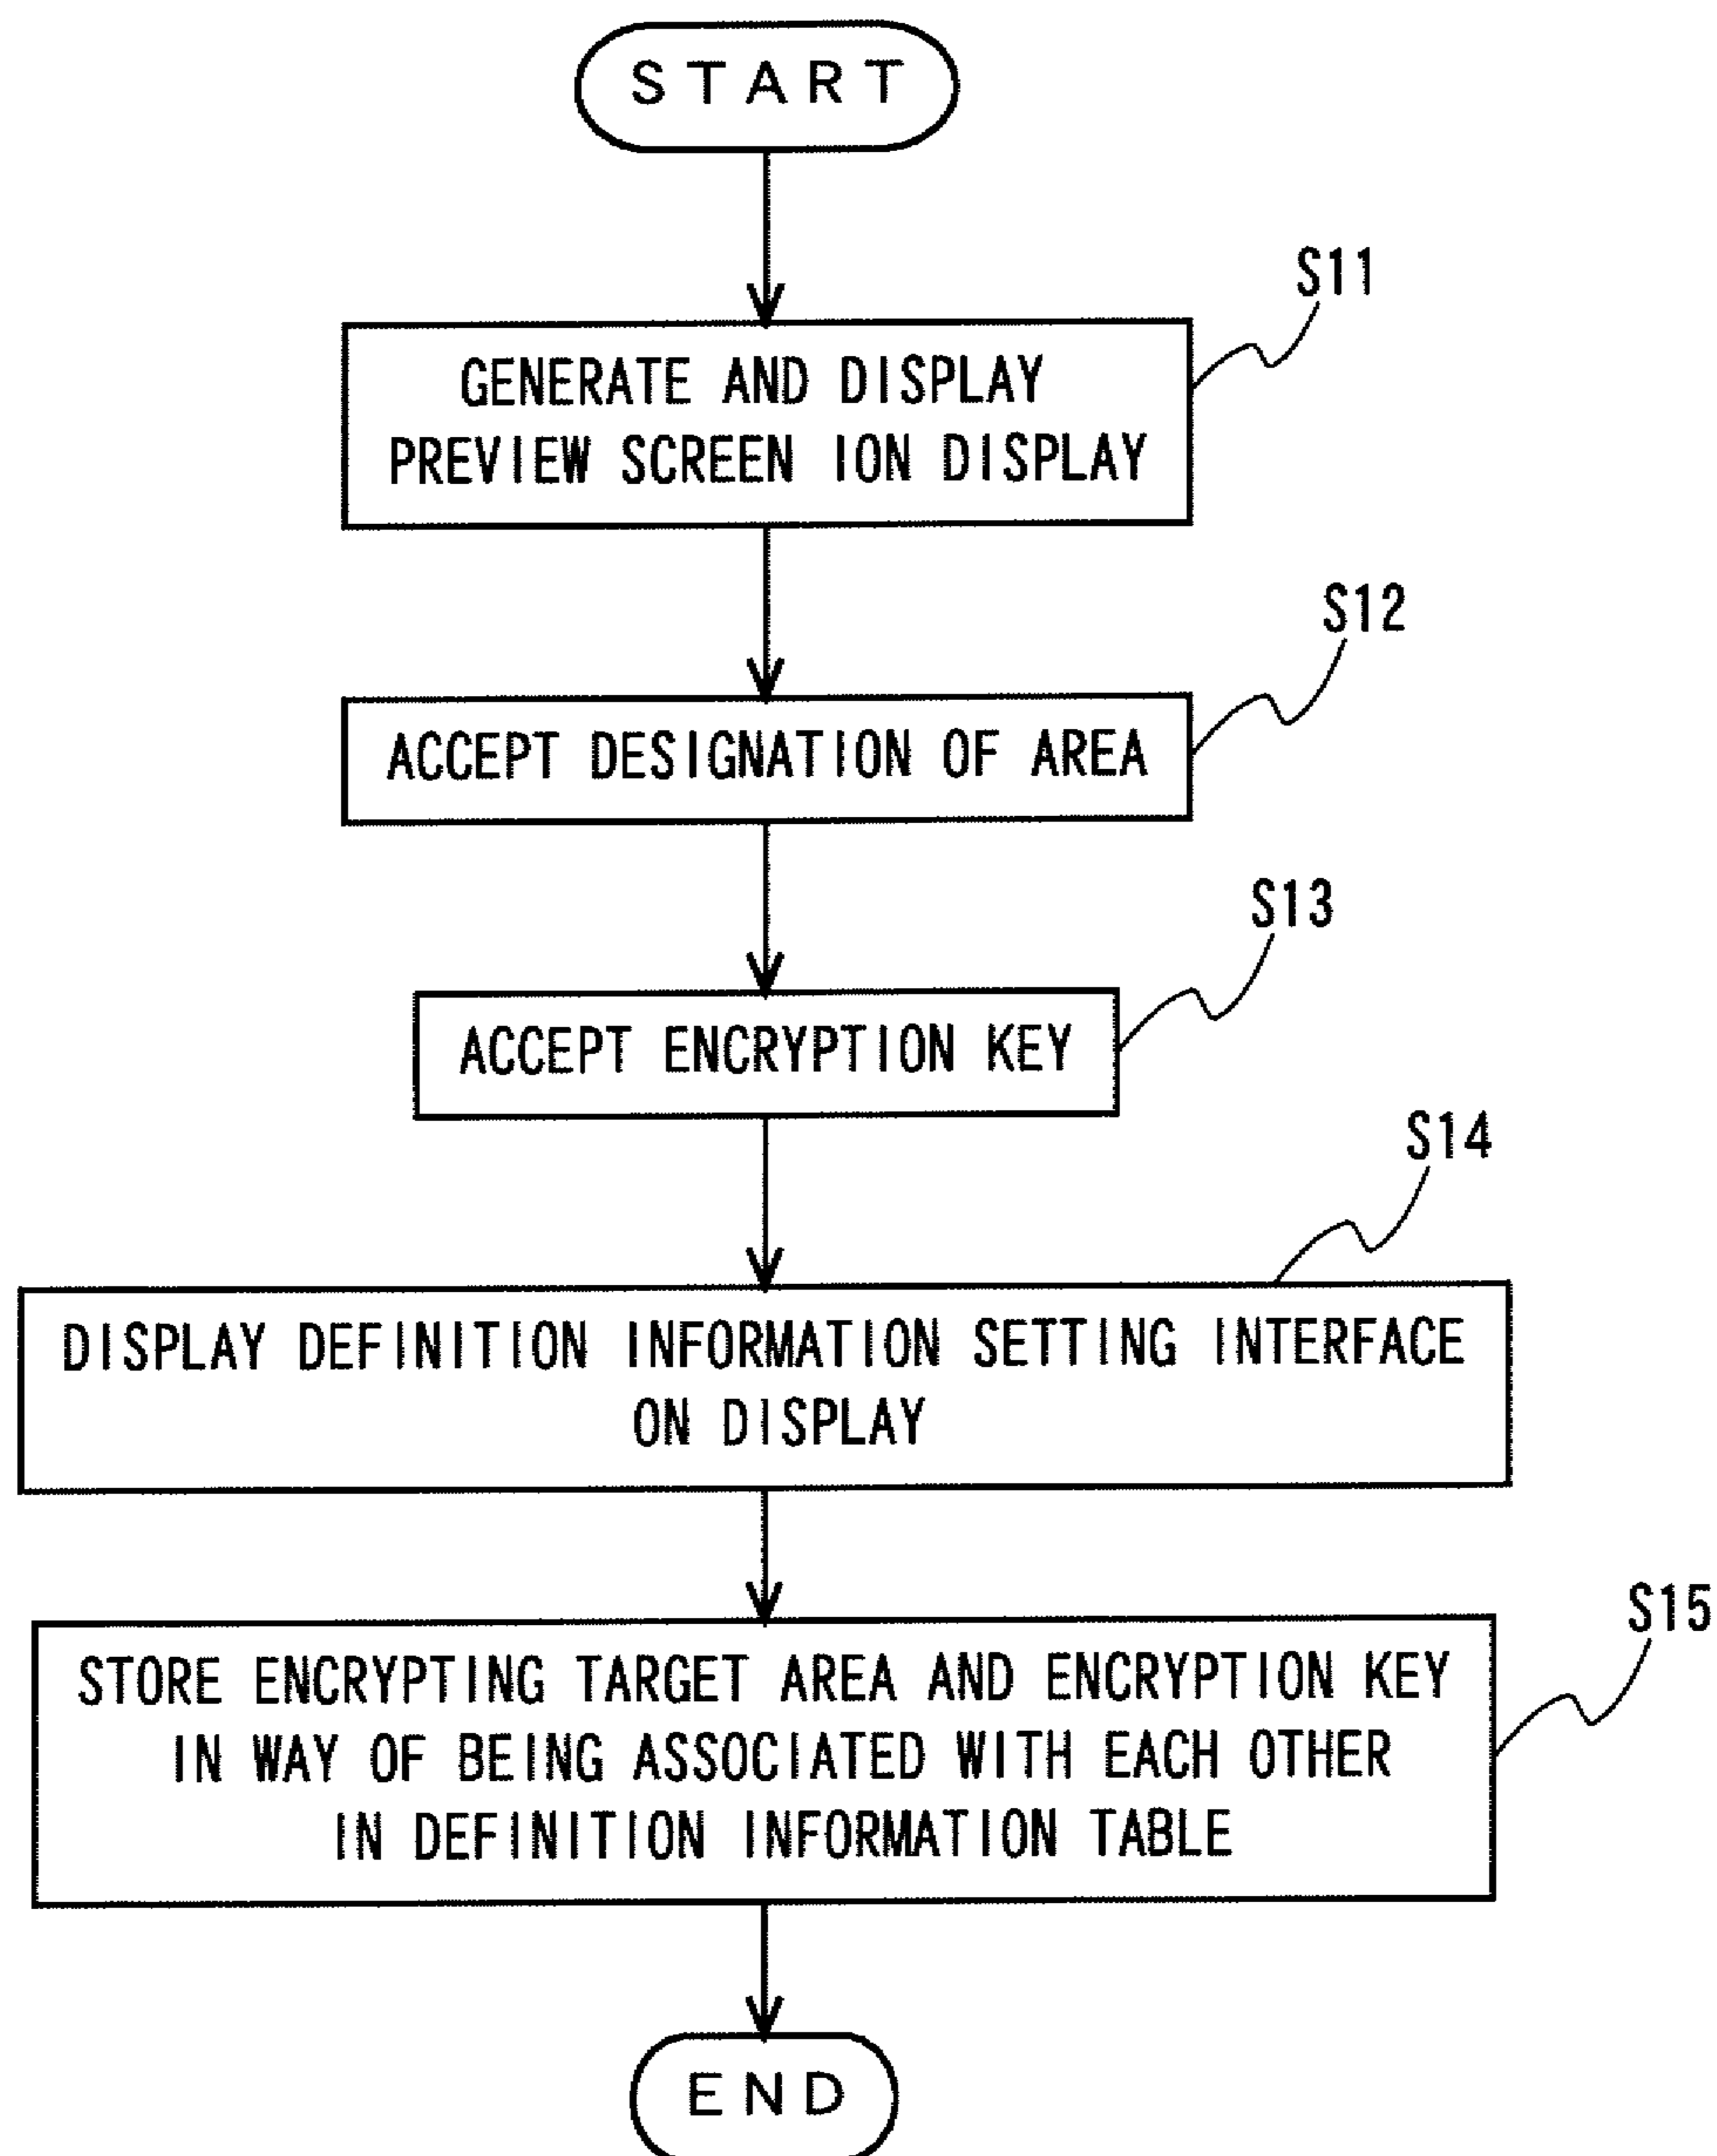 START
S11
GENERATE AND DISPLAY
PREVIEW SCREEN ION DISPLAY
S12
ACCEPT DESIGNATION OF AREA
S13
ACCEPT ENCRYPTION KEY
S14
DISPLAY DEFINITION INFORMATION SETTING INTERFACE
ON DISPLAY
S15
STORE ENCRYPTING TARGET AREA AND ENCRYPTION KEY
IN WAY OF BEING ASSOCIATED WITH EACH OTHER
IN DEFINITION INFORMATION TABLE
END